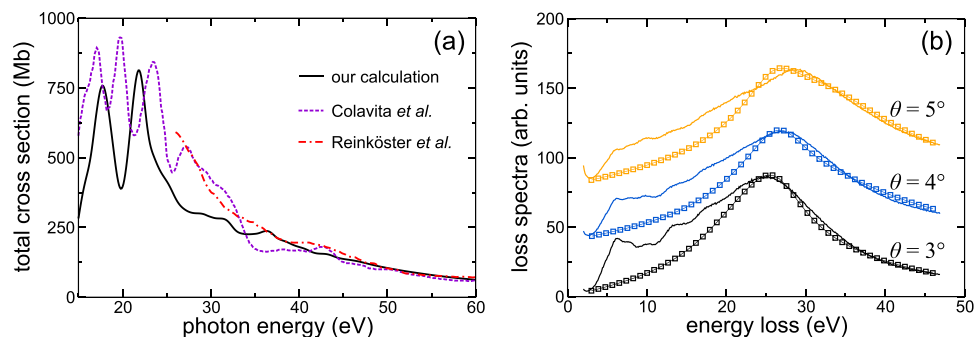 1000
750
500
250
0
total cross section (Mb)
20
30
40
50
60
photon energy (eV)
(a)
our calculation
Colavita et al.
Reinköster et al.
200
150
100
50
0
loss spectra (arb. units)
0
10
20
30
40
50
energy loss (eV)
(b)
θ = 5°
θ = 4°
θ = 3°